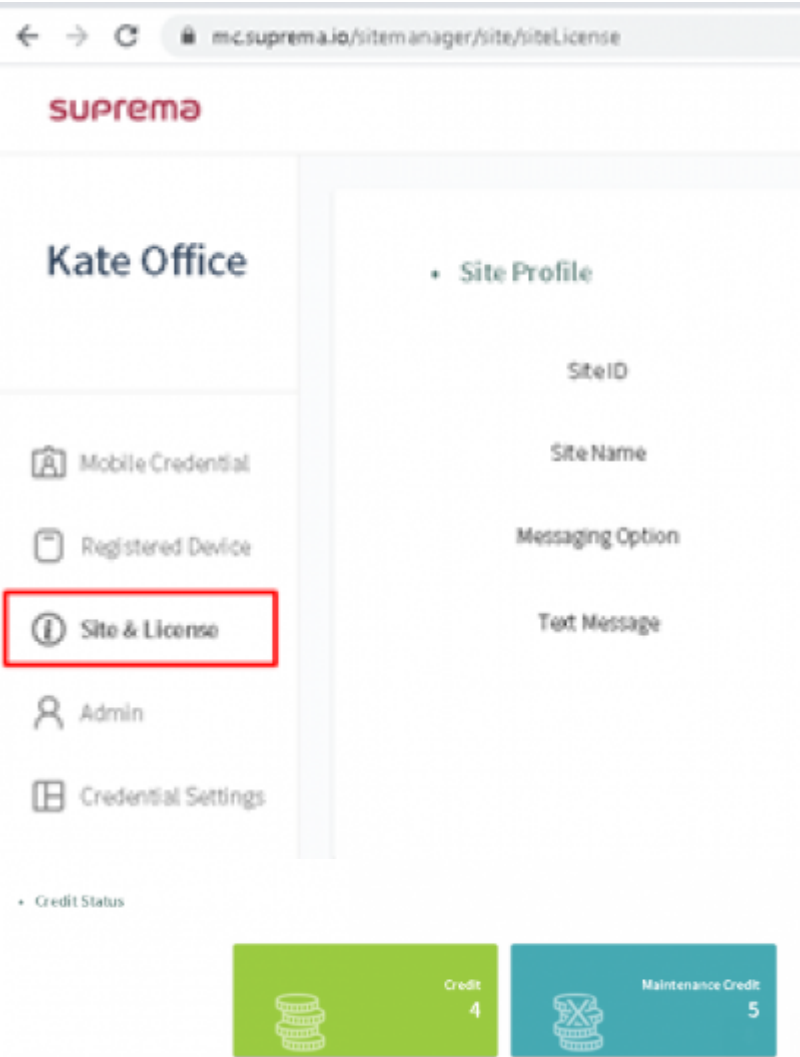 mc.suprema.io/sitemanager/site/siteLicense
suprema
Kate Office
• Site Profile
Site ID
Site Name
Messaging Option
Text Message
Mobile Credential
Registered Device
Site & License
Admin
Credential Settings
• Credit Status
Credit
4
Maintenance Credit
5